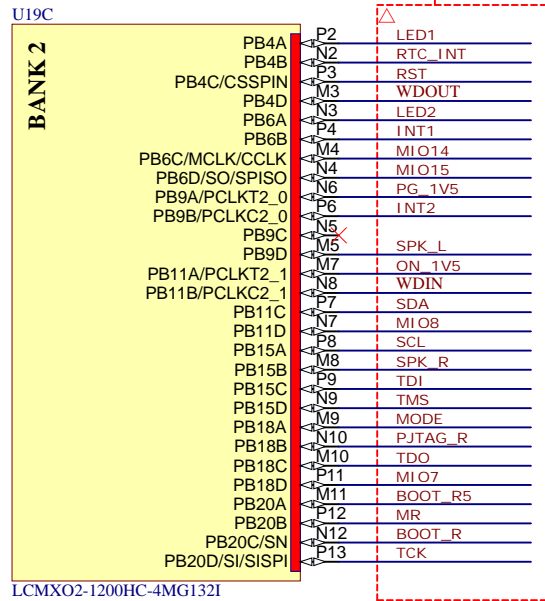 U19C
BANK 2
PB4A P2 LED1
PB4B N2 RTC_INT
PB4C/CSSPIN P3 RST
PB4D M3 WDOUT
PB6A N3 LED2
PB6B P4 INT1
PB6C/MCLK/CCLK M4 MIO14
PB6D/SO/SPISO N4 MIO15
PB9A/PCLKT2_0 N6 PG_1V5
PB9B/PCLKC2_0 P6 INT2
PB9C N5
PB9D M5 SPK_L
PB11A/PCLKT2_1 M7 ON_1V5
PB11B/PCLKC2_1 N8 WDIN
PB11C P7 SDA
PB11D N7 MIO8
PB15A P8 SCL
PB15B M8 SPK_R
PB15C P9 TDI
PB15D N9 TMS
PB18A M9 MODE
PB18B N10 PJTAG_R
PB18C M10 TDO
PB18D P11 MIO7
PB20A M11 BOOT_R5
PB20B P12 MR
PB20C/SN N12 BOOT_R
PB20D/SI/SISPI P13 TCK
LCMXO2-1200HC-4MG132I